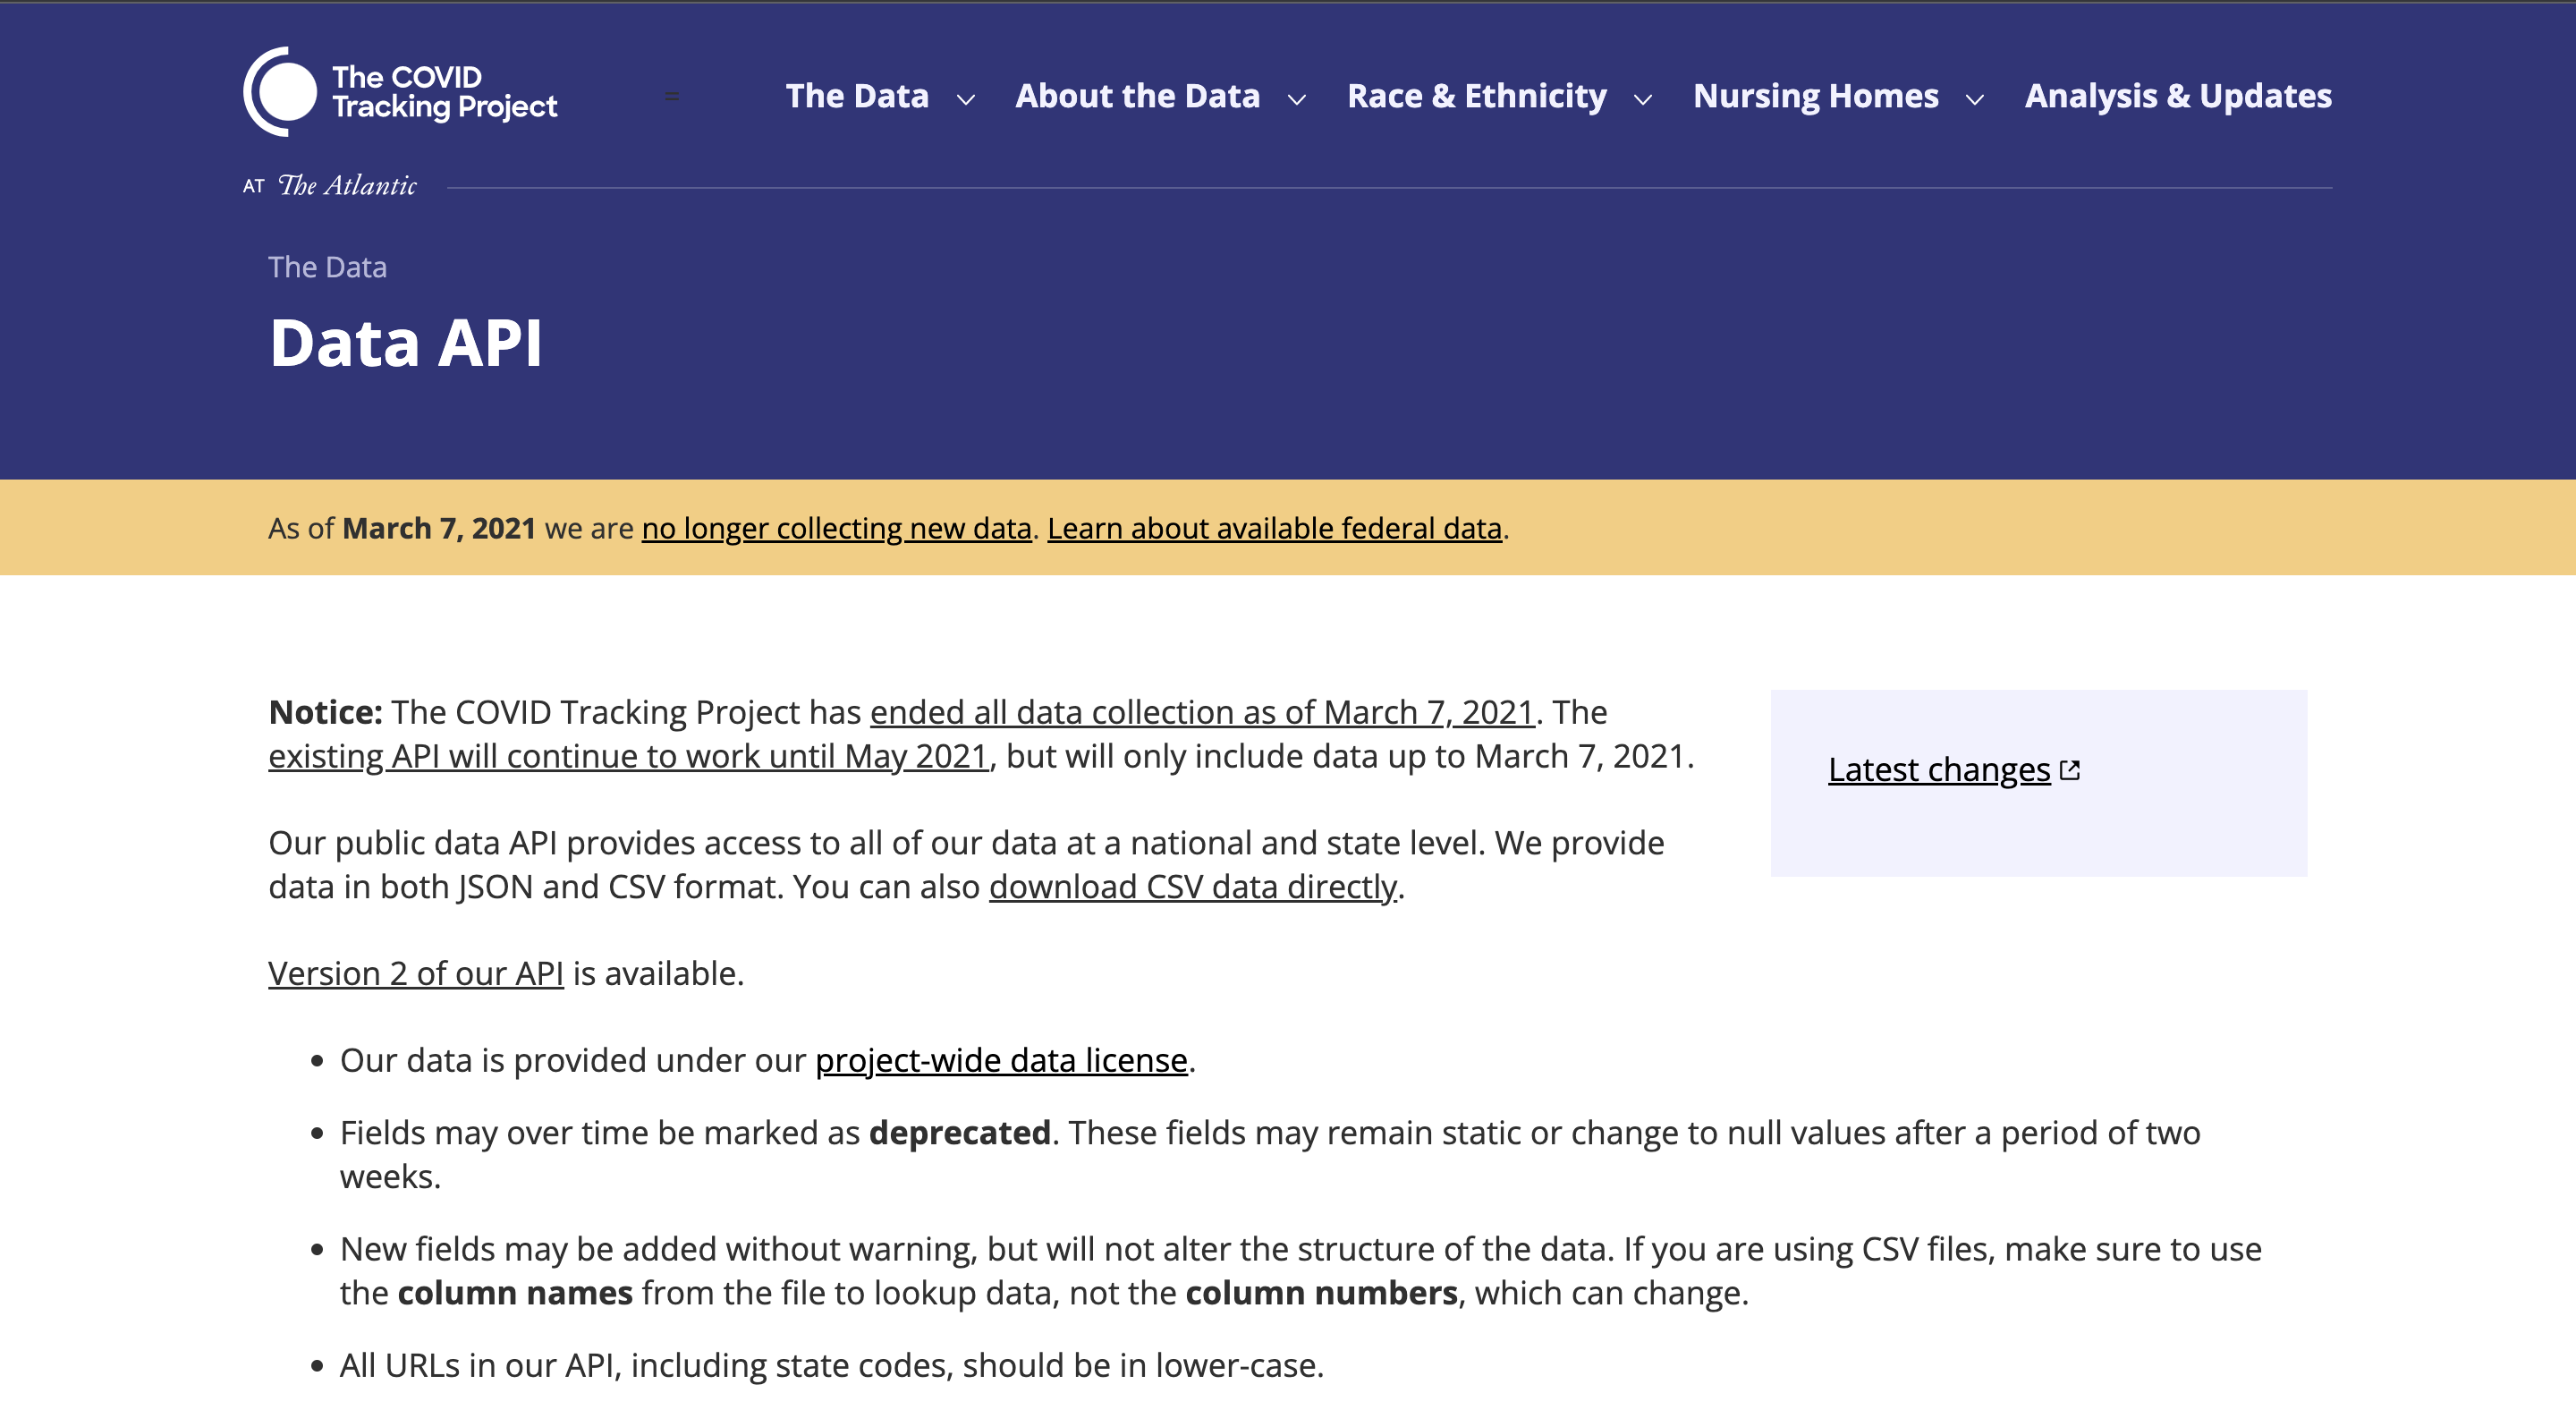 The COVID
Tracking Project
The Data
About the Data
Race & Ethnicity
Nursing Homes
Analysis & Updates
AT The Atlantic
The Data
Data API
As of March 7, 2021 we are no longer collecting new data. Learn about available federal data.
Notice: The COVID Tracking Project has ended all data collection as of March 7, 2021. The
existing API will continue to work until May 2021, but will only include data up to March 7, 2021.
Latest changes
Our public data API provides access to all of our data at a national and state level. We provide
data in both JSON and CSV format. You can also download CSV data directly.
Version 2 of our API is available.
• Our data is provided under our project-wide data license.
• Fields may over time be marked as deprecated. These fields may remain static or change to null values after a period of two
weeks.
• New fields may be added without warning, but will not alter the structure of the data. If you are using CSV files, make sure to use
the column names from the file to lookup data, not the column numbers, which can change.
• All URLs in our API, including state codes, should be in lower-case.